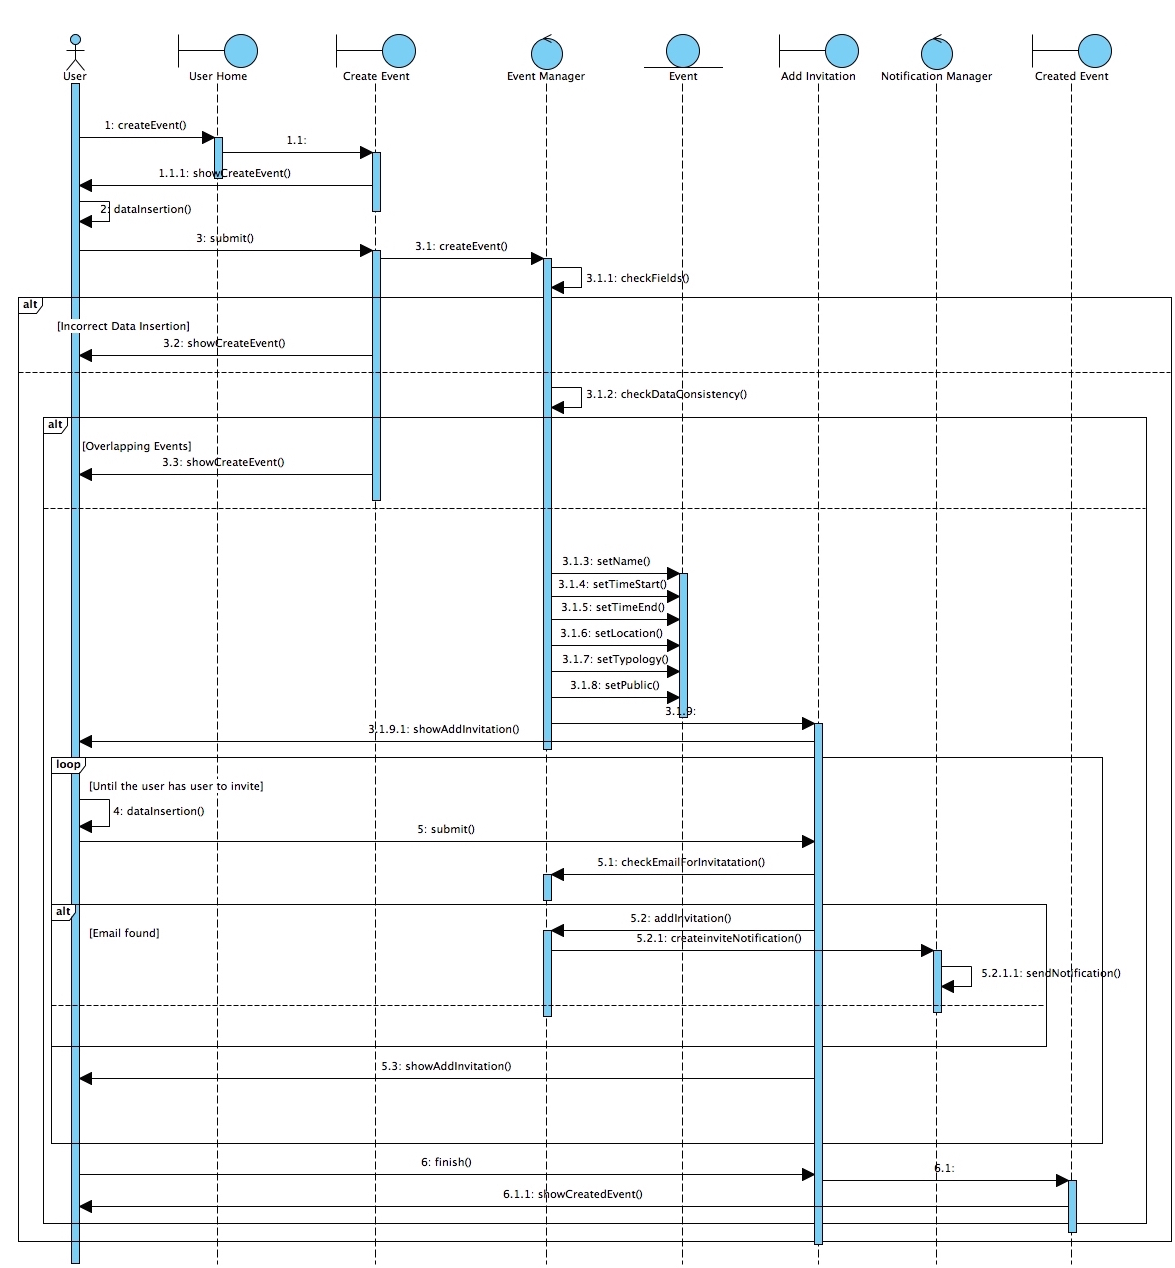 User
User Home
Create Event
Event Manager
Event
Add Invitation
Notification Manager
Created Event
1: createEvent()
1.1:
1.1.1: showCreateEvent()
2: dataInsertion()
3: submit()
3.1: createEvent()
3.1.1: checkFields()
alt
[Incorrect Data Insertion]
3.2: showCreateEvent()
3.1.2: checkDataConsistency()
alt
[Overlapping Events]
3.3: showCreateEvent()
3.1.3: setName()
3.1.4: setTimeStart()
3.1.5: setTimeEnd()
3.1.6: setLocation()
3.1.7: setTypology()
3.1.8: setPublic()
3.1.9:
3.1.9.1: showAddInvitation()
loop
[Until the user has user to invite]
4: dataInsertion()
5: submit()
5.1: checkEmailForInvitatation()
alt
[Email found]
5.2: addInvitation()
5.2.1: createinviteNotification()
5.2.1.1: sendNotification()
5.3: showAddInvitation()
6: finish()
6.1:
6.1.1: showCreatedEvent()